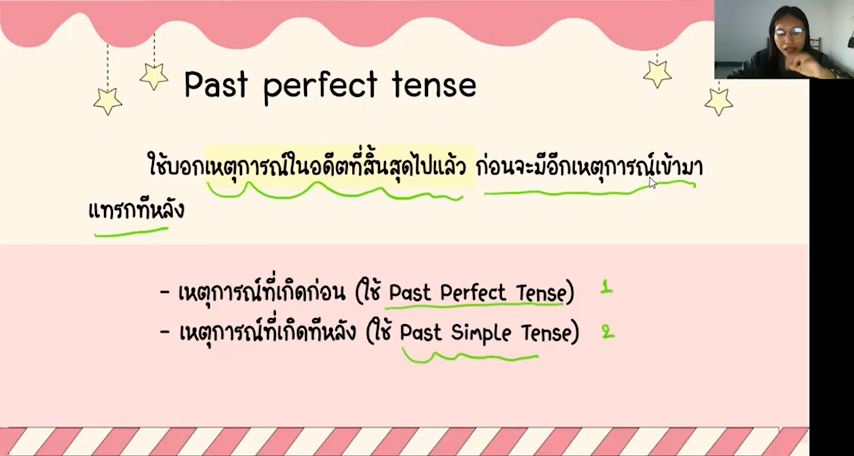 Past perfect tense
ใช้บอกเหตุการณ์ในอดีตที่สิ้นสุดไปแล้ว ก่อนจะมีอีกเหตุการณ์เข้ามา
แทรกทีหลัง
- เหตุการณ์ที่เกิดก่อน (ใช้ Past Perfect Tense) 1
- เหตุการณ์ที่เกิดทีหลัง (ใช้ Past Simple Tense) 2